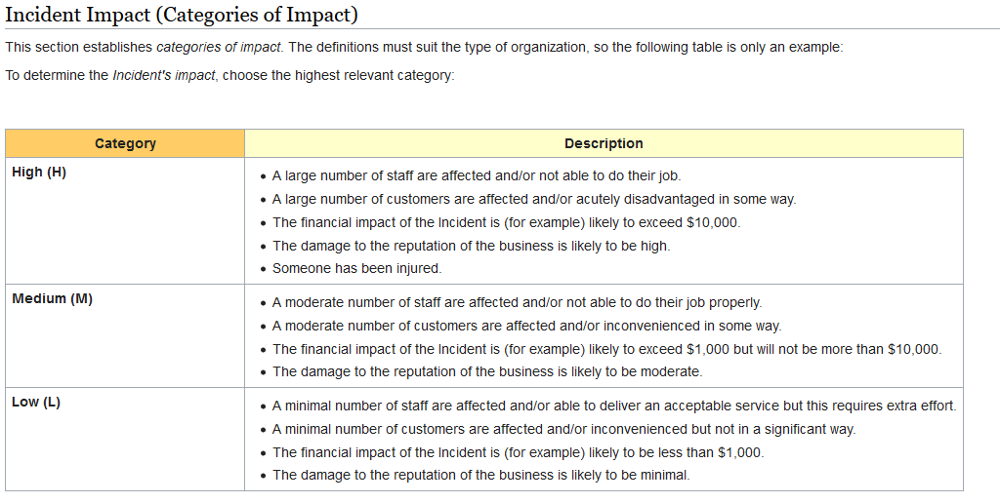 Incident Impact (Categories of Impact)
This section establishes categories of impact. The definitions must suit the type of organization, so the following table is only an example:
To determine the Incident's impact, choose the highest relevant category:
Category
Description
High (H)
• A large number of staff are affected and/or not able to do their job.
• A large number of customers are affected and/or acutely disadvantaged in some way.
• The financial impact of the Incident is (for example) likely to exceed $10,000.
• The damage to the reputation of the business is likely to be high.
• Someone has been injured.
Medium (M)
• A moderate number of staff are affected and/or not able to do their job properly.
• A moderate number of customers are affected and/or inconvenienced in some way.
• The financial impact of the Incident is (for example) likely to exceed $1,000 but will not be more than $10,000.
• The damage to the reputation of the business is likely to be moderate.
Low (L)
• A minimal number of staff are affected and/or able to deliver an acceptable service but this requires extra effort.
• A minimal number of customers are affected and/or inconvenienced but not in a significant way.
• The financial impact of the Incident is (for example) likely to be less than $1,000.
• The damage to the reputation of the business is likely to be minimal.